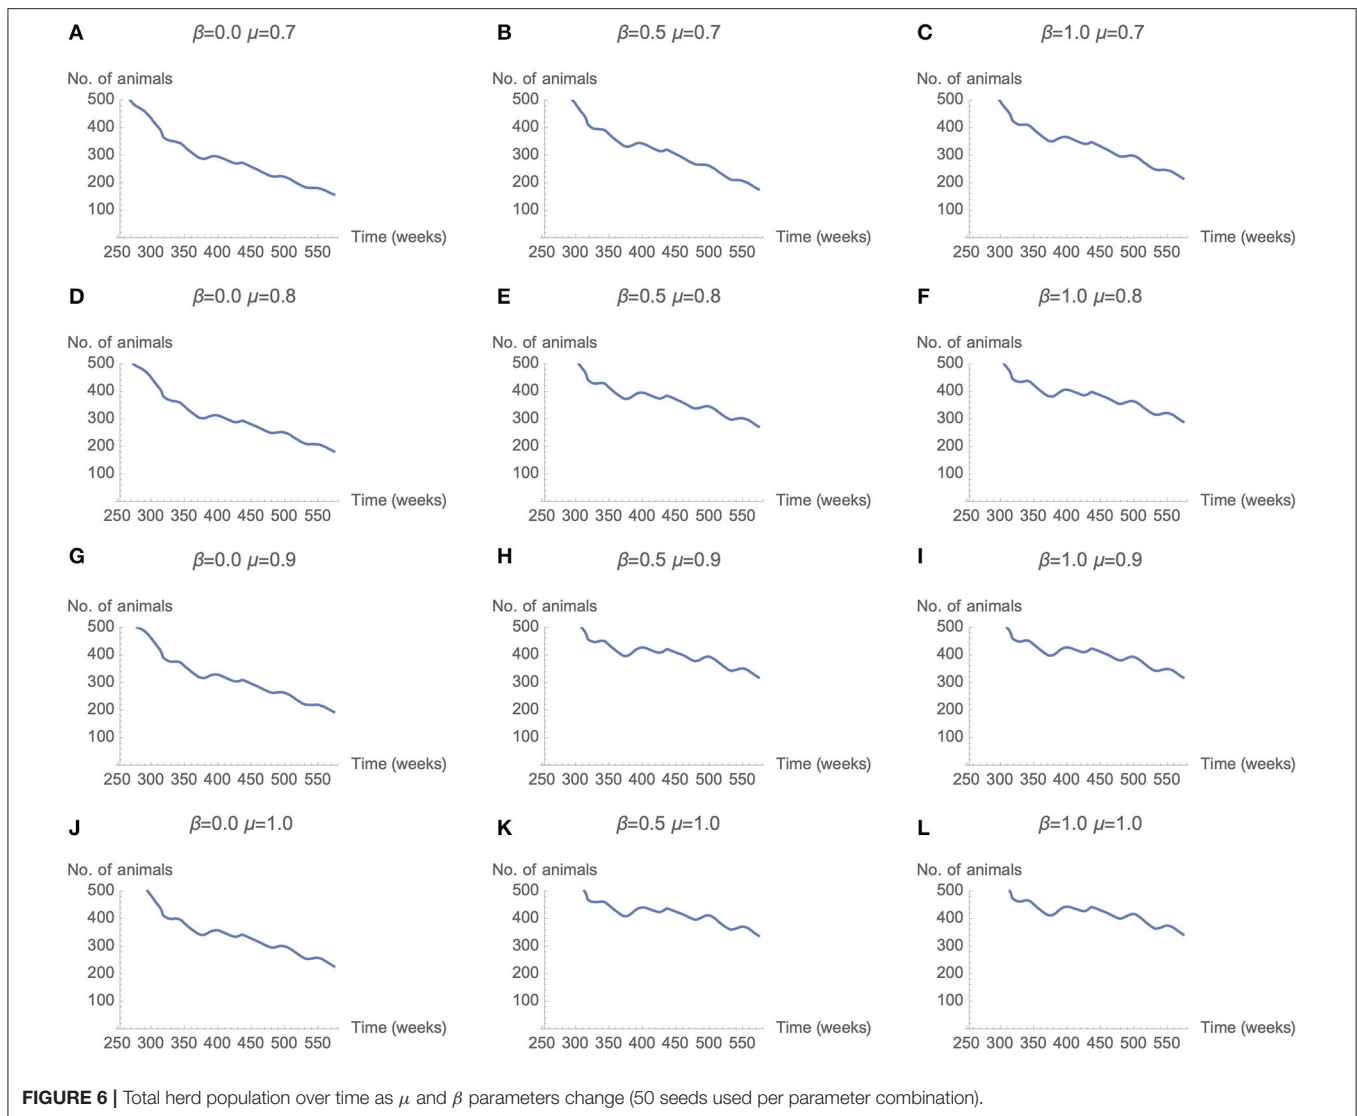 A β=0.0 μ=0.7
No. of animals
500
400
300
200
100
250 300 350 400 450 500 550
Time (weeks)
B β=0.5 μ=0.7
No. of animals
500
400
300
200
100
250 300 350 400 450 500 550
Time (weeks)
C β=1.0 μ=0.7
No. of animals
500
400
300
200
100
250 300 350 400 450 500 550
Time (weeks)
D β=0.0 μ=0.8
No. of animals
500
400
300
200
100
250 300 350 400 450 500 550
Time (weeks)
E β=0.5 μ=0.8
No. of animals
500
400
300
200
100
250 300 350 400 450 500 550
Time (weeks)
F β=1.0 μ=0.8
No. of animals
500
400
300
200
100
250 300 350 400 450 500 550
Time (weeks)
G β=0.0 μ=0.9
No. of animals
500
400
300
200
100
250 300 350 400 450 500 550
Time (weeks)
H β=0.5 μ=0.9
No. of animals
500
400
300
200
100
250 300 350 400 450 500 550
Time (weeks)
I β=1.0 μ=0.9
No. of animals
500
400
300
200
100
250 300 350 400 450 500 550
Time (weeks)
J β=0.0 μ=1.0
No. of animals
500
400
300
200
100
250 300 350 400 450 500 550
Time (weeks)
K β=0.5 μ=1.0
No. of animals
500
400
300
200
100
250 300 350 400 450 500 550
Time (weeks)
L β=1.0 μ=1.0
No. of animals
500
400
300
200
100
250 300 350 400 450 500 550
Time (weeks)
FIGURE 6 | Total herd population over time as μ and β parameters change (50 seeds used per parameter combination).